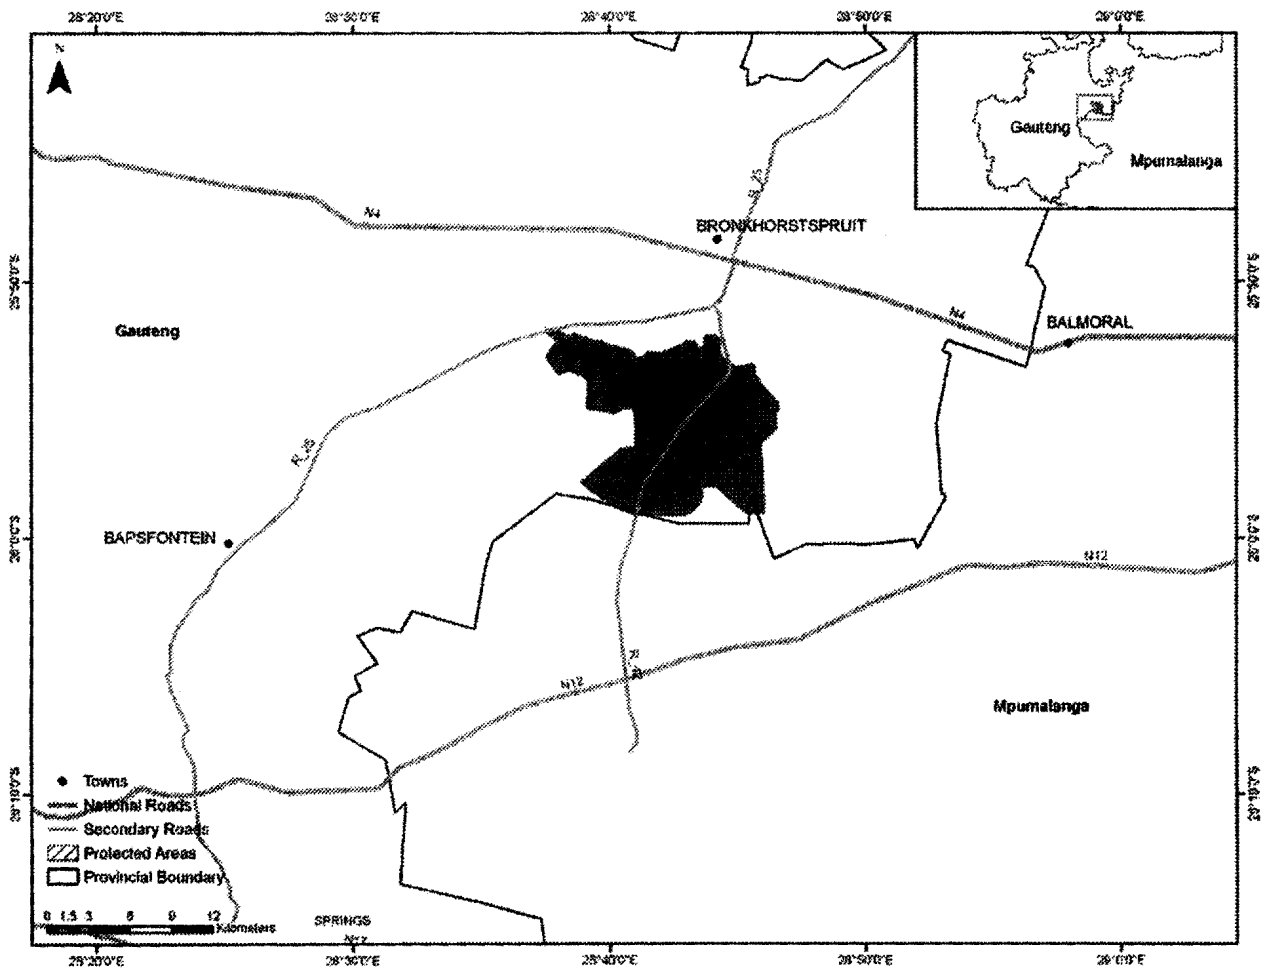 28°20'0"E 28°30'0"E 28°40'0"E 28°50'0"E 29°0'0"E
N
Gauteng
Mpumalanga
R_25
N4
BRONKHORSTSPRUIT
25°50'0"S 25°50'0"S
N4
BALMORAL
Gauteng
R_25
BAPSFONTEIN
26°0'0"S 26°0'0"S
N12
N12
Mpumalanga
Towns
National Roads
Secondary Roads
Protected Areas
Provincial Boundary
26°10'0"S 26°10'0"S
0 1.5 3 6 9 12
Kilometers
SPRINGS
N17
28°20'0"E 28°30'0"E 28°40'0"E 28°50'0"E 29°0'0"E